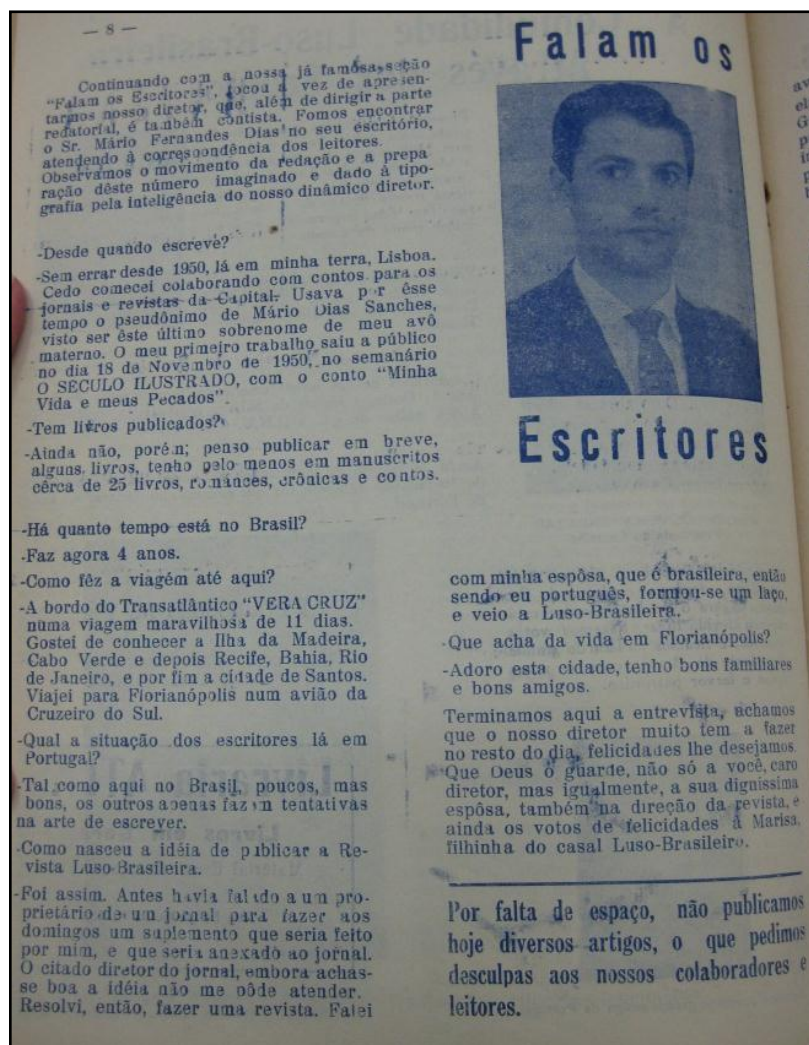 — 8 —
Falam os
Escritores
Continuando com a nossa já famosa, seção
"Falam os Escritores", tocou a vez de apresen-
tarmos nosso diretor, que, além de dirigir a parte
redatorial, é também contista. Fomos encontrar
o Sr. Mário Fernandes Dias no seu escritório,
atendendo à correspondência dos leitores.
Observamos o movimento da redação e a prepa
ração dêste número imaginado e dado à tipo-
grafia pela inteligência do nosso dinâmico diretor.
-Desde quando escreve?
-Sem errar desde 1950, lá em minha terra, Lisboa.
Cedo comecei colaborando com contos para os
jornais e revistas da Capital. Usava por êsse
tempo o pseudônimo de Mário Dias Sanches,
visto ser êste último sobrenome de meu avô
materno. O meu primeiro trabalho saiu a público
no dia 18 de Novembro de 1950, no semanário
O SECULO ILUSTRADO, com o conto "Minha
Vida e meus Pecados".
-Tem livros publicados?
-Ainda não, porém; penso publicar em breve,
alguns livros, tenho pelo menos em manuscritos
cêrca de 25 livros, romances, crônicas e contos.
-Há quanto tempo está no Brasil?
-Faz agora 4 anos.
-Como fêz a viagém até aqui?
-A bordo do Transatlântico "VERA CRUZ"
numa viagem maravilhosa de 11 dias.
Gostei de conhecer a Ilha da Madeira,
Cabo Verde e depois Recife, Bahia, Rio
de Janeiro, e por fim a cidade de Santos.
Viajei para Florianópolis num avião da
Cruzeiro do Sul.
-Qual a situação dos escritores lá em
Portugal?
-Tal como aqui no Brasil, poucos, mas
bons, os outros apenas fazem tentativas
na arte de escrever.
-Como nasceu a idéia de publicar a Re-
vista Luso-Brasileira.
-Foi assim. Antes havia falado a um pro-
prietário de um jornal para fazer aos
domingos um suplemento que seria feito
por mim, e que seria anexado ao jornal.
O citado diretor do jornal, embora achas-
se boa a idéia não me pôde atender.
Resolvi, então, fazer uma revista. Falei
com minha espôsa, que é brasileira, então
sendo eu português, formou-se um laço,
e veio a Luso-Brasileira.
-Que acha da vida em Florianópolis?
-Adoro esta cidade, tenho bons familiares
e bons amigos.
Terminamos aqui a entrevista, achamos
que o nosso diretor muito tem a fazer
no resto do dia, felicidades lhe desejamos.
Que Deus o guarde, não só a você, caro
diretor, mas igualmente, a sua digníssima
espôsa, também na direção da revista, e
ainda os votos de felicidades à Marisa,
filhinha do casal Luso-Brasileiro.
Por falta de espaço, não publicamos
hoje diversos artigos, o que pedimos
desculpas aos nossos colaboradores e
leitores.